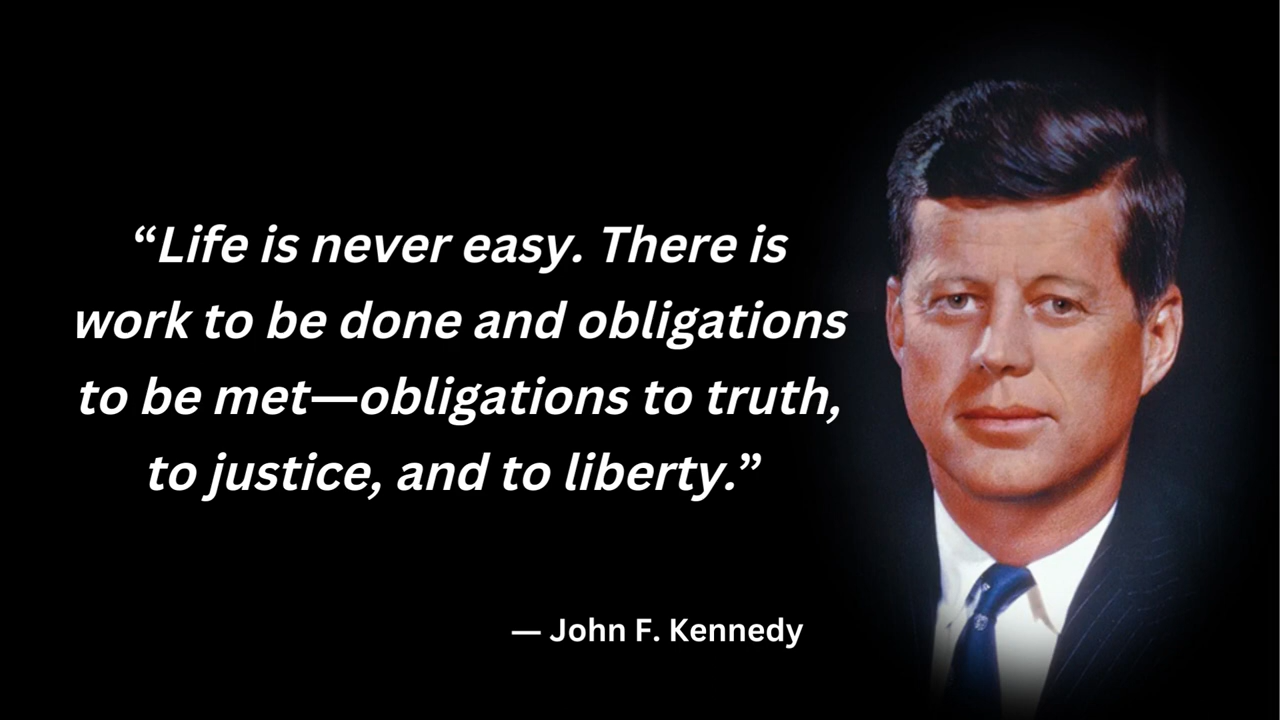 “Life is never easy. There is
work to be done and obligations
to be met—obligations to truth,
to justice, and to liberty.”
— John F. Kennedy